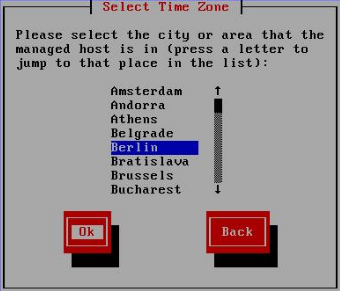 Select Time Zone
Please select the city or area that the
managed host is in (press a letter to
jump to that place in the list):
Amsterdam
Andorra
Athens
Belgrade
Berlin
Bratislava
Brussels
Bucharest
Ok Back